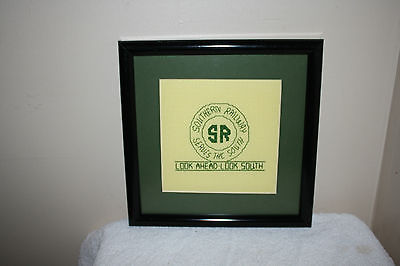 SOUTHERN RAILWAY
SR
SERVES THE SOUTH
LOOK AHEAD-LOOK SOUTH